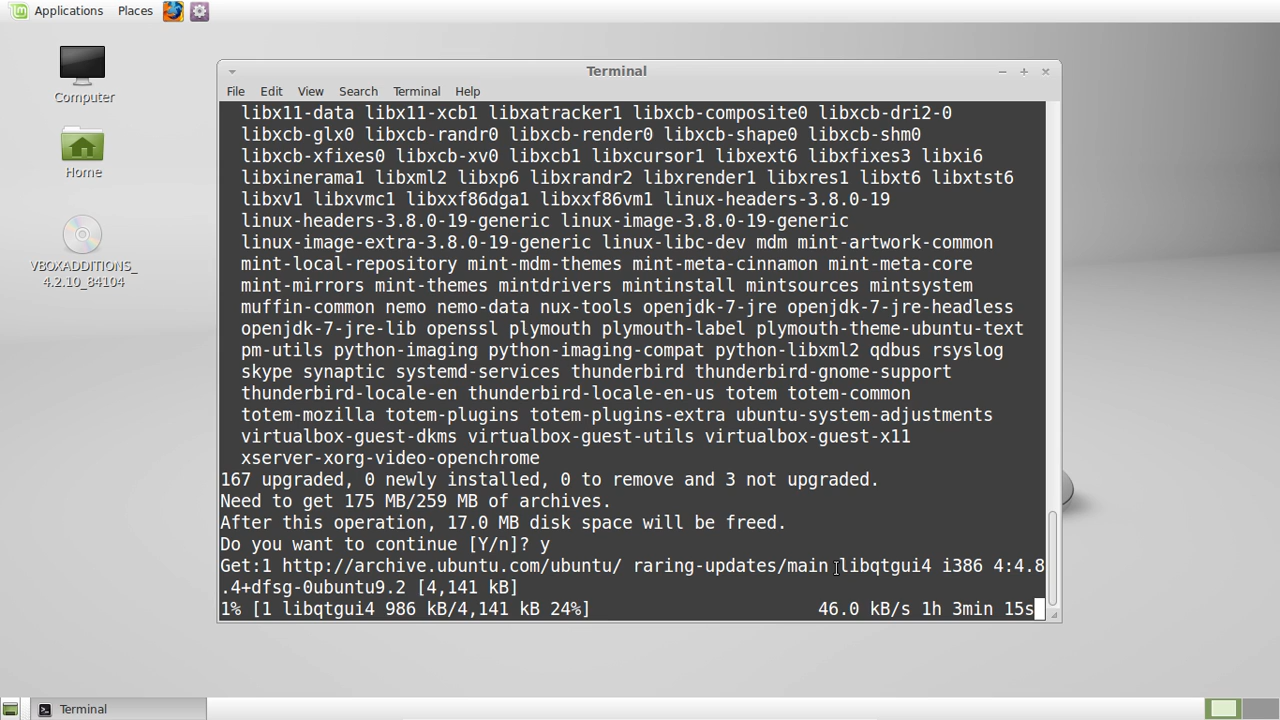 Applications Places
Computer
Home
VBOXADDITIONS_
4.2.10_84104
Terminal
File Edit View Search Terminal Help
libx11-data libx11-xcb1 libxatracker1 libxcb-composite0 libxcb-dri2-0
libxcb-glx0 libxcb-randr0 libxcb-render0 libxcb-shape0 libxcb-shm0
libxcb-xfixes0 libxcb-xv0 libxcb1 libxcursor1 libxext6 libxfixes3 libxi6
libxinerama1 libxml2 libxp6 libxrandr2 libxrender1 libxres1 libxt6 libxtst6
libxv1 libxvmc1 libxxf86dga1 libxxf86vm1 linux-headers-3.8.0-19
linux-headers-3.8.0-19-generic linux-image-3.8.0-19-generic
linux-image-extra-3.8.0-19-generic linux-libc-dev mdm mint-artwork-common
mint-local-repository mint-mdm-themes mint-meta-cinnamon mint-meta-core
mint-mirrors mint-themes mintdrivers mintinstall mintsources mintsystem
muffin-common nemo nemo-data nux-tools openjdk-7-jre openjdk-7-jre-headless
openjdk-7-jre-lib openssl plymouth plymouth-label plymouth-theme-ubuntu-text
pm-utils python-imaging python-imaging-compat python-libxml2 qdbus rsyslog
skype synaptic systemd-services thunderbird thunderbird-gnome-support
thunderbird-locale-en thunderbird-locale-en-us totem totem-common
totem-mozilla totem-plugins totem-plugins-extra ubuntu-system-adjustments
virtualbox-guest-dkms virtualbox-guest-utils virtualbox-guest-x11
xserver-xorg-video-openchrome
167 upgraded, 0 newly installed, 0 to remove and 3 not upgraded.
Need to get 175 MB/259 MB of archives.
After this operation, 17.0 MB disk space will be freed.
Do you want to continue [Y/n]? y
Get:1 http://archive.ubuntu.com/ubuntu/ raring-updates/main libqtgui4 i386 4:4.8
.4+dfsg-0ubuntu9.2 [4,141 kB]
1% [1 libqtgui4 986 kB/4,141 kB 24%] 46.0 kB/s 1h 3min 15s
Terminal